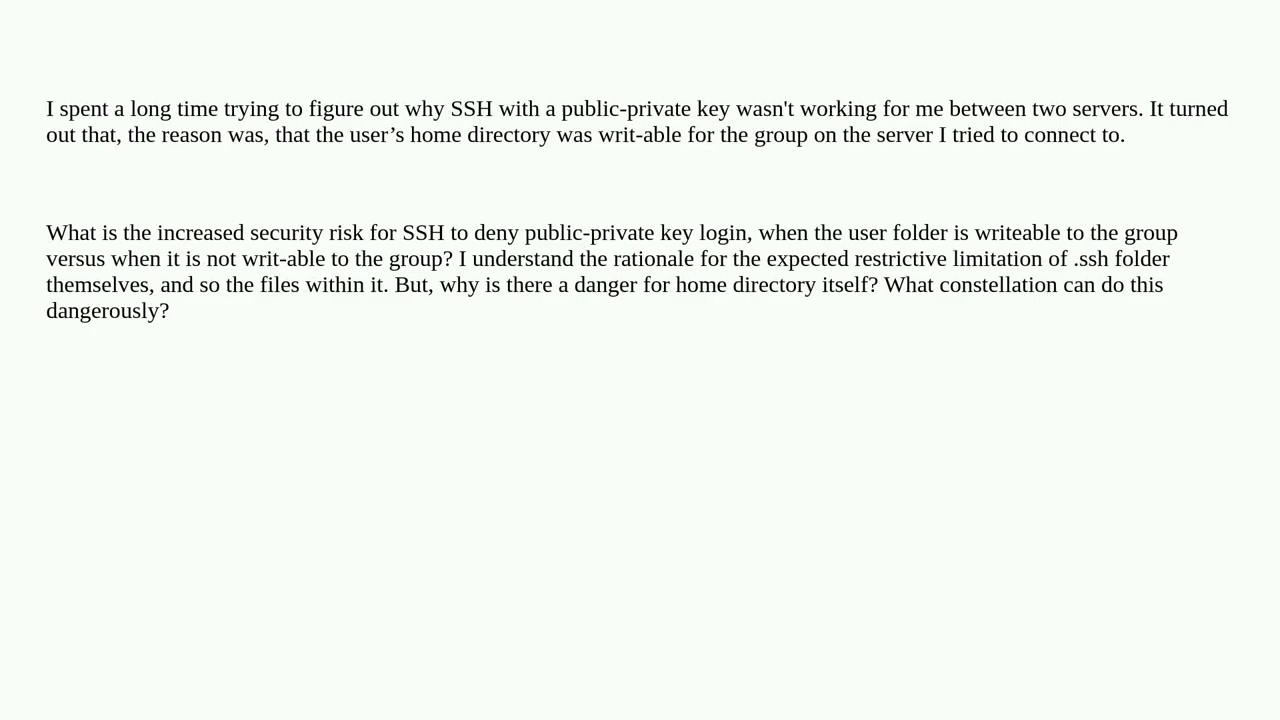 I spent a long time trying to figure out why SSH with a public-private key wasn't working for me between two servers. It turned
out that, the reason was, that the user’s home directory was writ-able for the group on the server I tried to connect to.
What is the increased security risk for SSH to deny public-private key login, when the user folder is writeable to the group
versus when it is not writ-able to the group? I understand the rationale for the expected restrictive limitation of .ssh folder
themselves, and so the files within it. But, why is there a danger for home directory itself? What constellation can do this
dangerously?